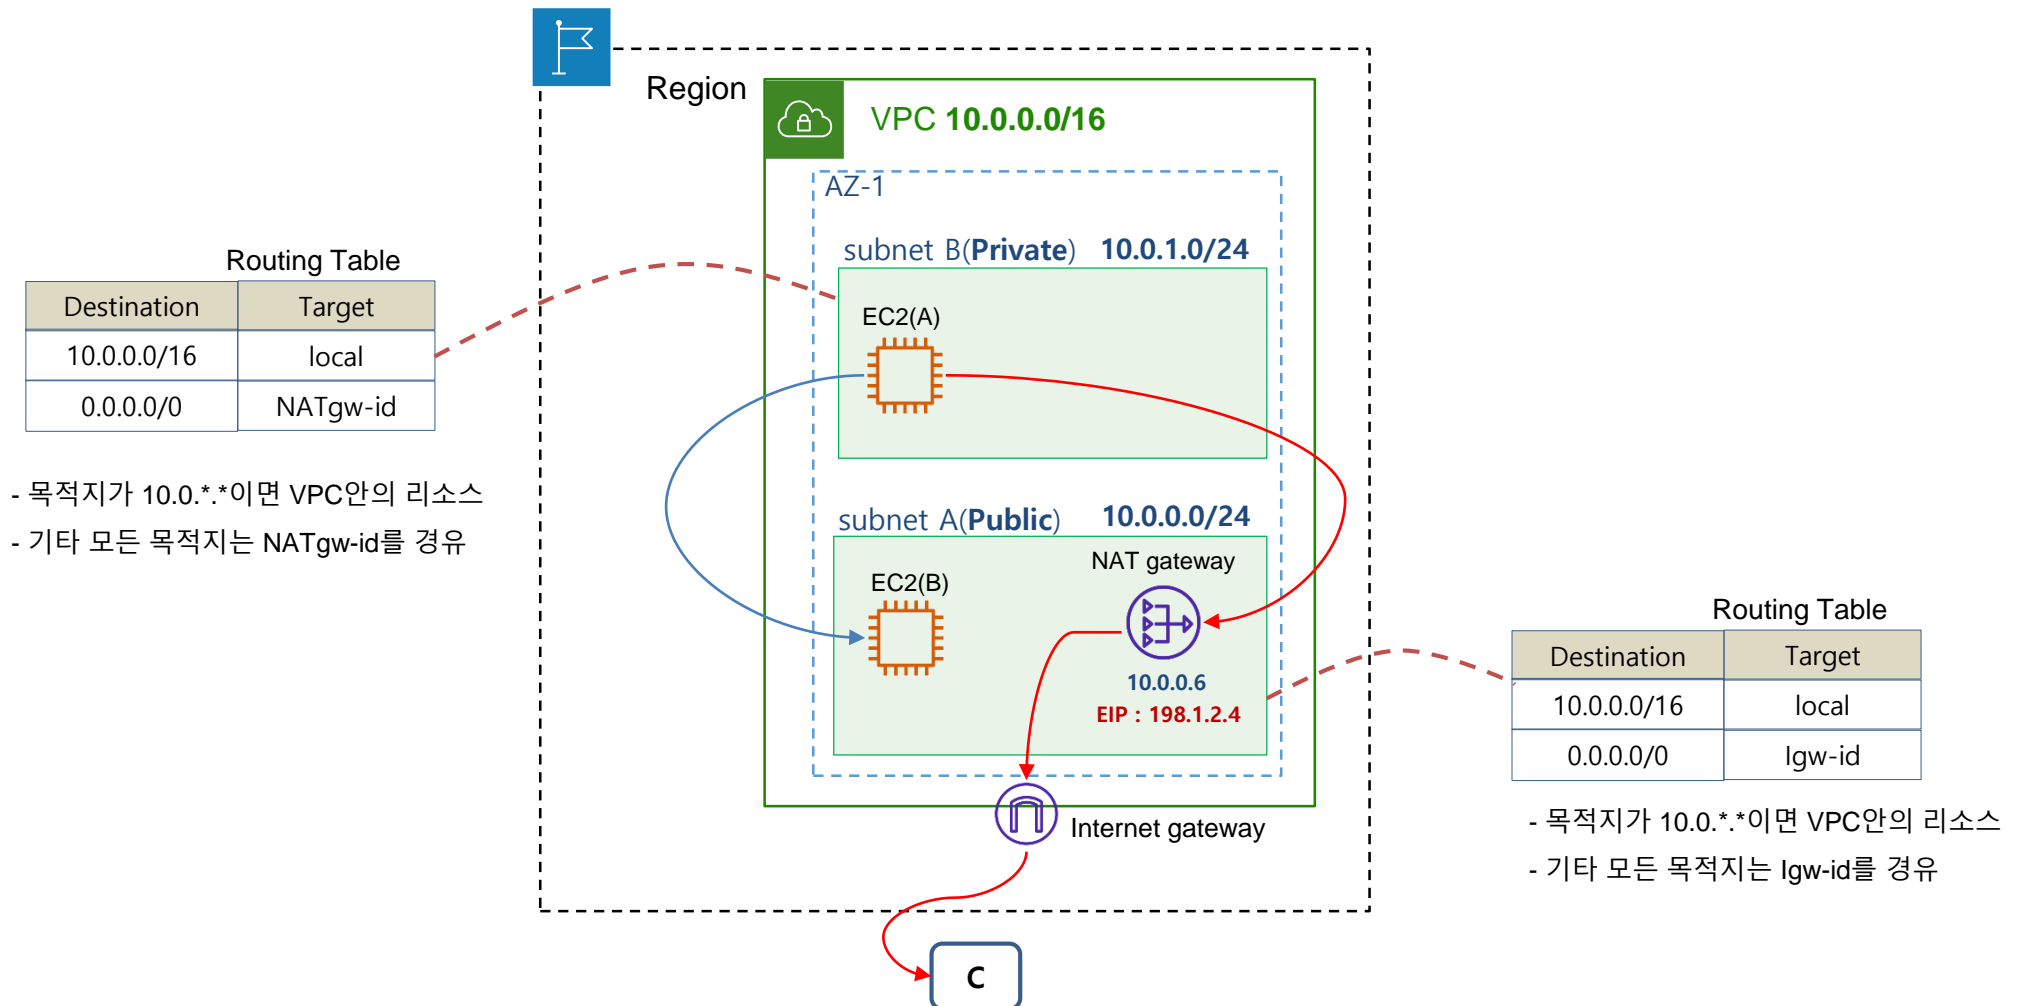 Region
VPC 10.0.0.0/16
AZ-1
subnet B(Private) 10.0.1.0/24
EC2(A)
Routing Table
Destination Target
10.0.0.0/16 local
0.0.0.0/0 NATgw-id
- 목적지가 10.0.*.*이면 VPC안의 리소스
- 기타 모든 목적지는 NATgw-id를 경유
subnet A(Public) 10.0.0.0/24
NAT gateway
EC2(B)
10.0.0.6
EIP : 198.1.2.4
Internet gateway
Routing Table
Destination Target
10.0.0.0/16 local
0.0.0.0/0 Igw-id
- 목적지가 10.0.*.*이면 VPC안의 리소스
- 기타 모든 목적지는 Igw-id를 경유
C